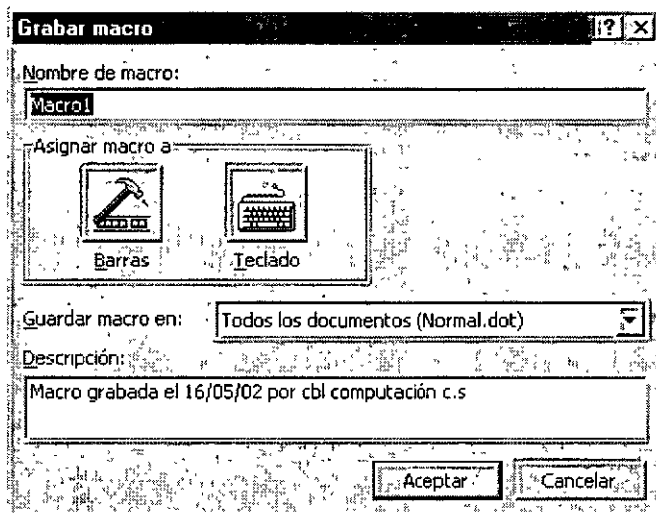 Grabar macro
Nombre de macro:
Macro1
Asignar macro a
Barras Teclado
Guardar macro en: Todos los documentos (Normal.dot)
Descripción:
Macro grabada el 16/05/02 por cbl computación c.s
Aceptar Cancelar